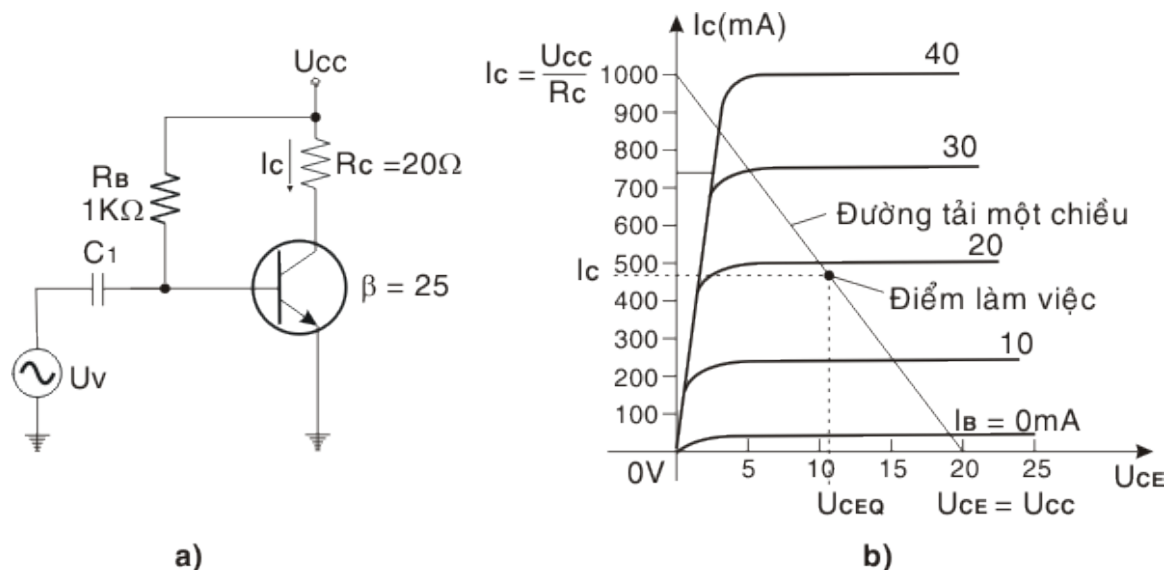 Ucc
Ic
Rc =20Ω
RB
1KΩ
C1
β = 25
Uv
a)
Ic(mA)
Ic = Ucc
Rc
1000
900
800
700
600
500
Ic
400
300
200
100
40
30
Đường tải một chiều
20
Điểm làm việc
10
IB = 0mA
0V
5
10
15
20
25
UCE
UCEQ
UCE = Ucc
b)